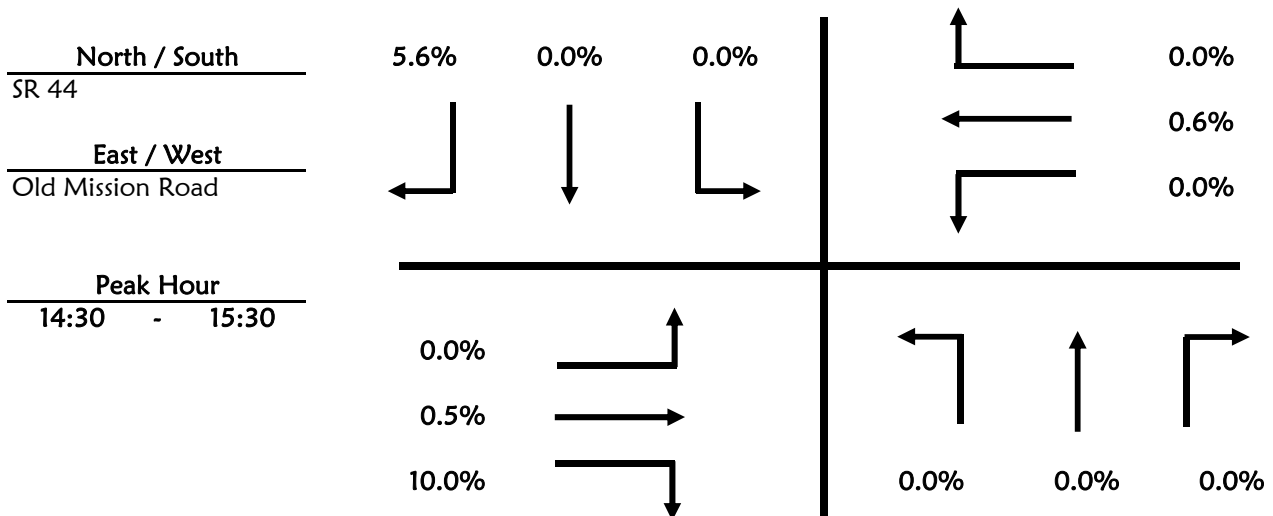 North / South
SR 44
East / West
Old Mission Road
Peak Hour
14:30 - 15:30
5.6% 0.0% 0.0%
0.0%
0.6%
0.0%
0.0%
0.5%
10.0%
0.0% 0.0% 0.0%